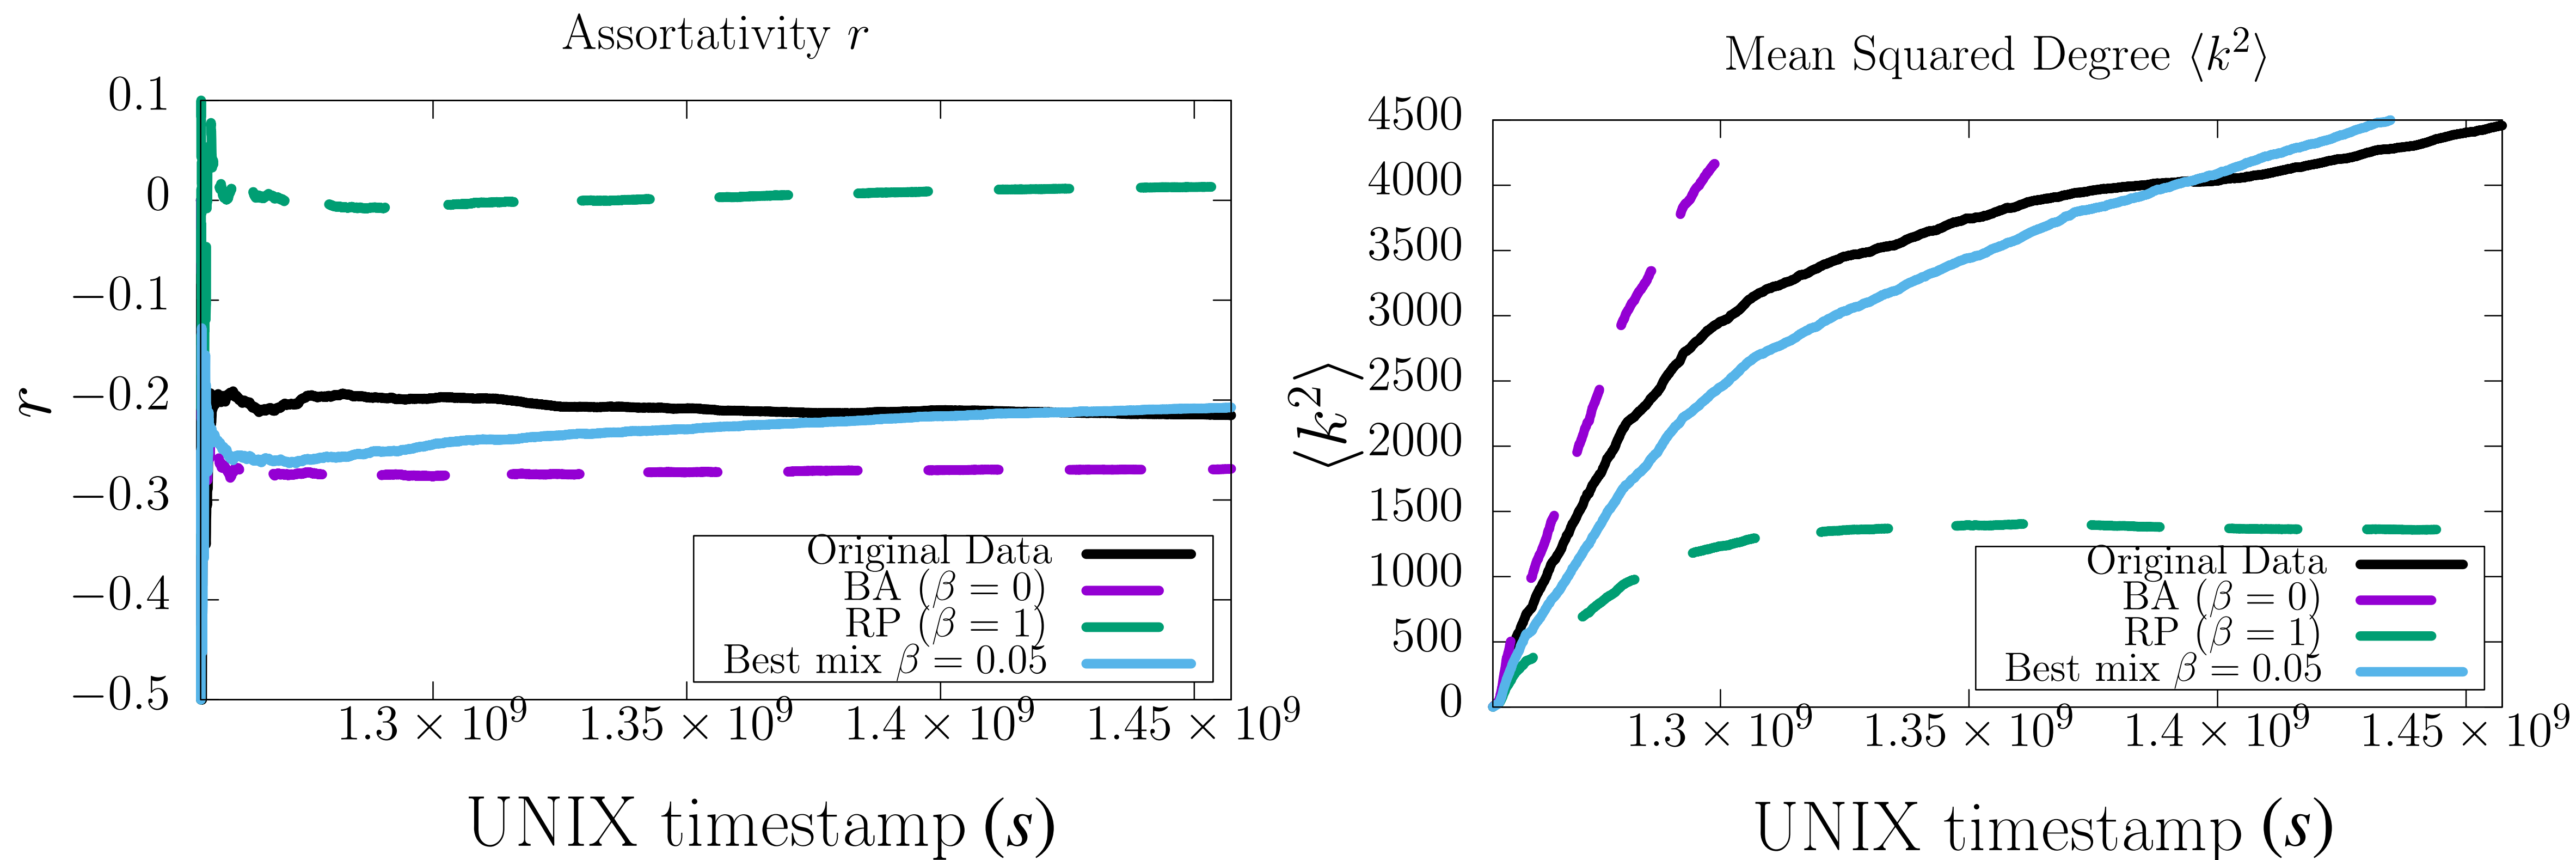 Assortativity r
0.1
0
−0.1
−0.2
−0.3
−0.4
−0.5
r
Original Data
BA (β = 0)
RP (β = 1)
Best mix β = 0.05
1.3 × 10⁹ 1.35 × 10⁹ 1.4 × 10⁹ 1.45 × 10⁹
UNIX timestamp (s)
Mean Squared Degree ⟨k²⟩
4500
4000
3500
3000
2500
2000
1500
1000
500
0
⟨k²⟩
Original Data
BA (β = 0)
RP (β = 1)
Best mix β = 0.05
1.3 × 10⁹ 1.35 × 10⁹ 1.4 × 10⁹ 1.45 × 10⁹
UNIX timestamp (s)